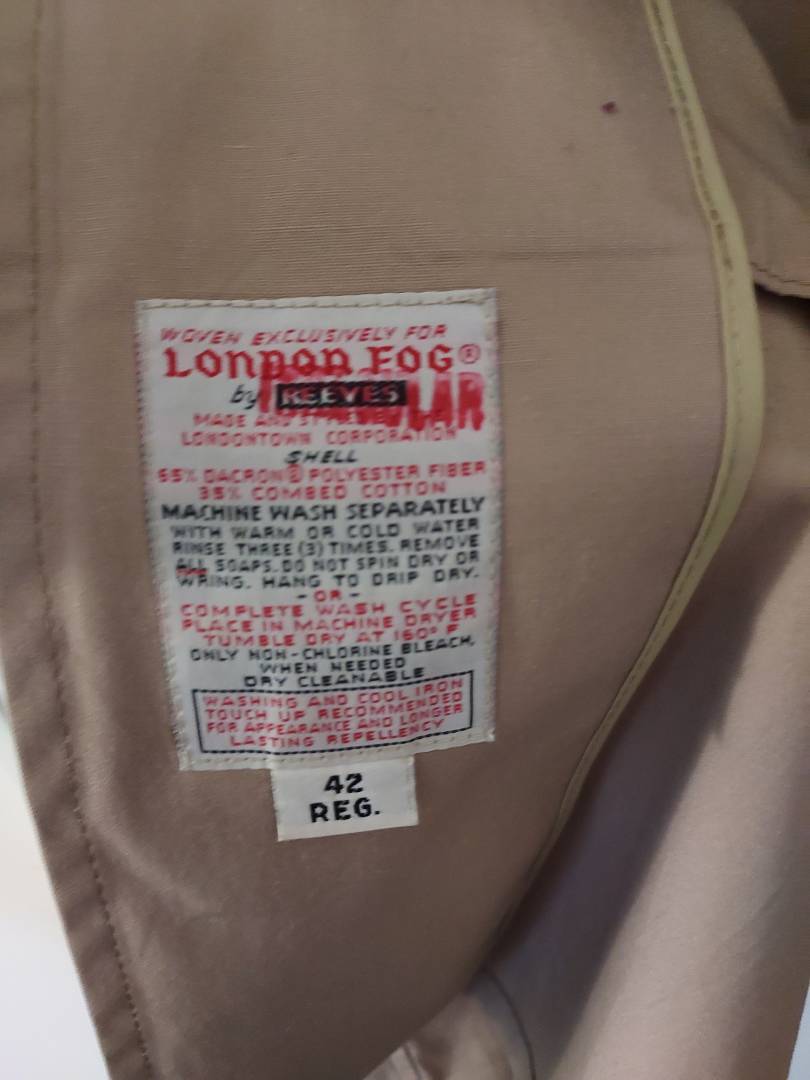 WOVEN EXCLUSIVELY FOR
LONDON FOG®
by REEVES
MADE AND STYLED BY THE
LONDONTOWN CORPORATION
SHELL
65% DACRON® POLYESTER FIBER
35% COMBED COTTON
MACHINE WASH SEPARATELY
WITH WARM OR COLD WATER
RINSE THREE (3) TIMES. REMOVE
ALL SOAPS. DO NOT SPIN DRY OR
WRING. HANG TO DRIP DRY.
- OR -
COMPLETE WASH CYCLE
PLACE IN MACHINE DRYER
TUMBLE DRY AT 160° F
ONLY NON-CHLORINE BLEACH,
WHEN NEEDED
DRY CLEANABLE
WASHING AND COOL IRON
TOUCH UP RECOMMENDED
FOR APPEARANCE AND LONGER
LASTING REPELLENCY
42
REG.